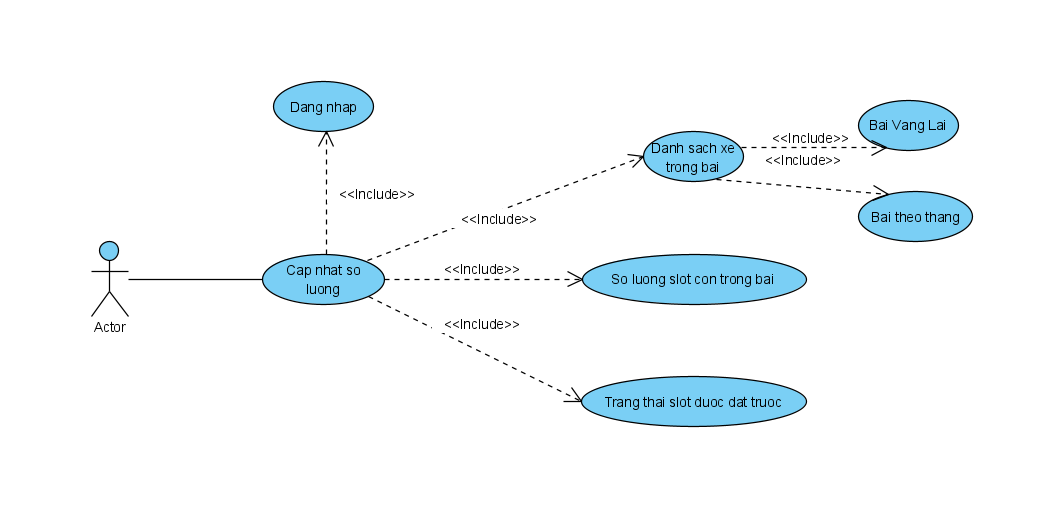 Dang nhap
<<Include>>
Actor
Cap nhat so
luong
<<Include>>
Danh sach xe
trong bai
<<Include>>
Bai Vang Lai
<<Include>>
Bai theo thang
<<Include>>
So luong slot con trong bai
<<Include>>
Trang thai slot duoc dat truoc